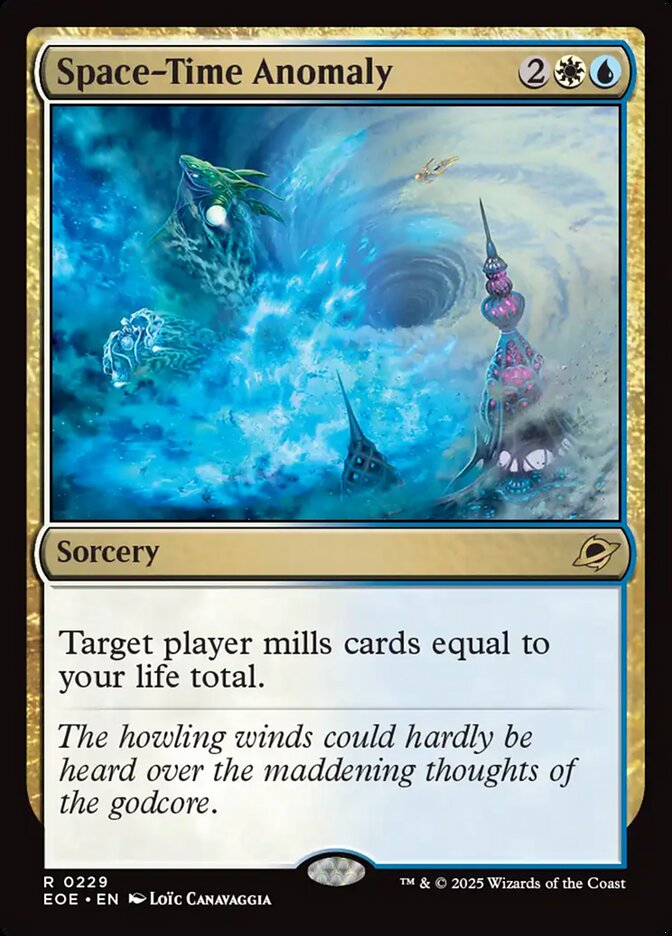 Space-Time Anomaly 2
Sorcery
Target player mills cards equal to
your life total.
The howling winds could hardly be
heard over the maddening thoughts of
the godcore.
R 0229
EOE • EN Loïc Canavaggia
™ & © 2025 Wizards of the Coast